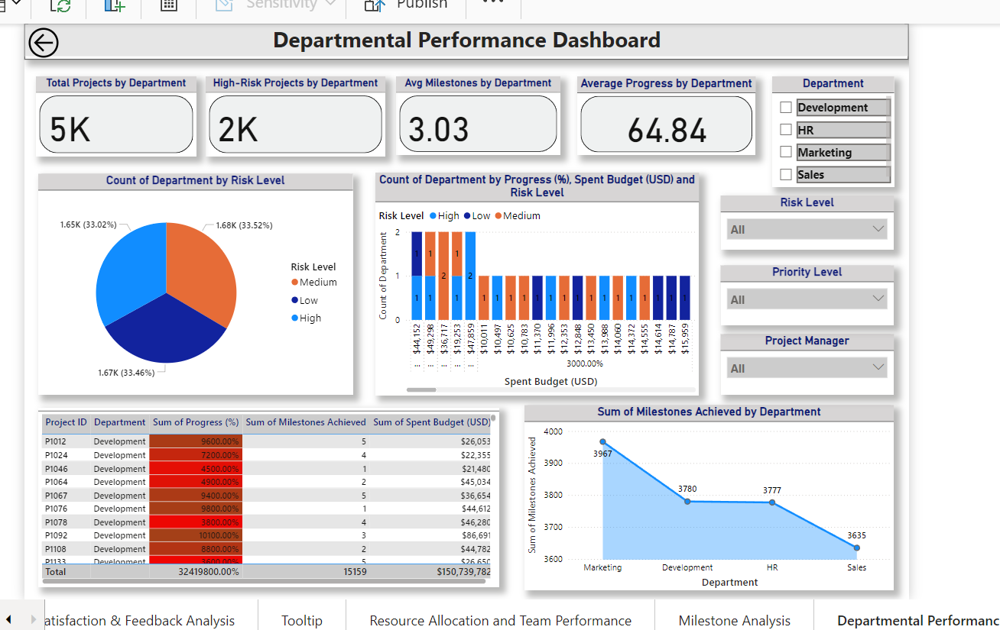 Sensitivity
Publish
Departmental Performance Dashboard
Total Projects by Department
5K
High-Risk Projects by Department
2K
Avg Milestones by Department
3.03
Average Progress by Department
64.84
Department
Development
HR
Marketing
Sales
Count of Department by Risk Level
1.65K (33.02%)
1.68K (33.52%)
1.67K (33.46%)
Risk Level
Medium
Low
High
Count of Department by Progress (%), Spent Budget (USD) and
Risk Level
Risk Level High Low Medium
Count of Department
2
1
0
1 1 2 1 2 1 1 1 1 1 1 1 1 1 1 1 1 1 1 1 1
1 1 1
$44,152
$49,298
$36,717
$19,253
$47,859
$10,011
$10,497
$10,625
$10,783
$11,370
$11,996
$12,353
$12,848
$13,450
$13,988
$14,060
$14,372
$14,555
$14,614
$14,787
$15,959
... ... ... ... ... 3000.00%
Spent Budget (USD)
Risk Level
All
Priority Level
All
Project Manager
All
Project ID Department Sum of Progress (%) Sum of Milestones Achieved Sum of Spent Budget (USD)
P1012 Development 9600.00% 5 $26,053
P1024 Development 7200.00% 4 $22,355
P1046 Development 4500.00% 1 $21,480
P1064 Development 4900.00% 2 $45,034
P1067 Development 9400.00% 5 $36,654
P1076 Development 9800.00% 1 $44,612
P1078 Development 3800.00% 4 $46,280
P1092 Development 10100.00% 3 $86,691
P1108 Development 8800.00% 2 $44,782
P1133 Development 3600.00% 5 $26,650
Total 32419800.00% 15159 $150,739,782
Sum of Milestones Achieved by Department
Sum of Milestones Achieved
4000
3900
3800
3700
3600
3967
3780
3777
3635
Marketing Development HR Sales
Department
atisfaction & Feedback Analysis
Tooltip
Resource Allocation and Team Performance
Milestone Analysis
Departmental Performanc